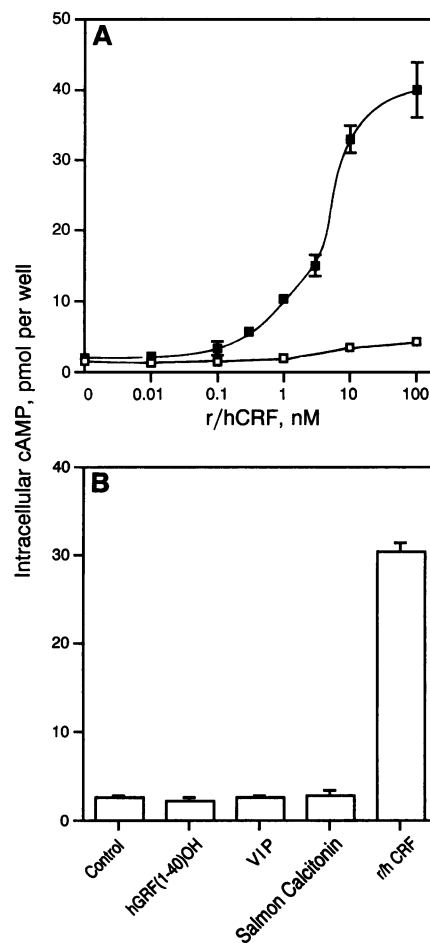 A
50
40
30
20
10
0
0 0.01 0.1 1 10 100
r/hCRF, nM
Intracellular cAMP, pmol per well
B
40
30
20
10
0
Control
hGRF(1-40)OH
VIP
Salmon Calcitonin
r/h CRF